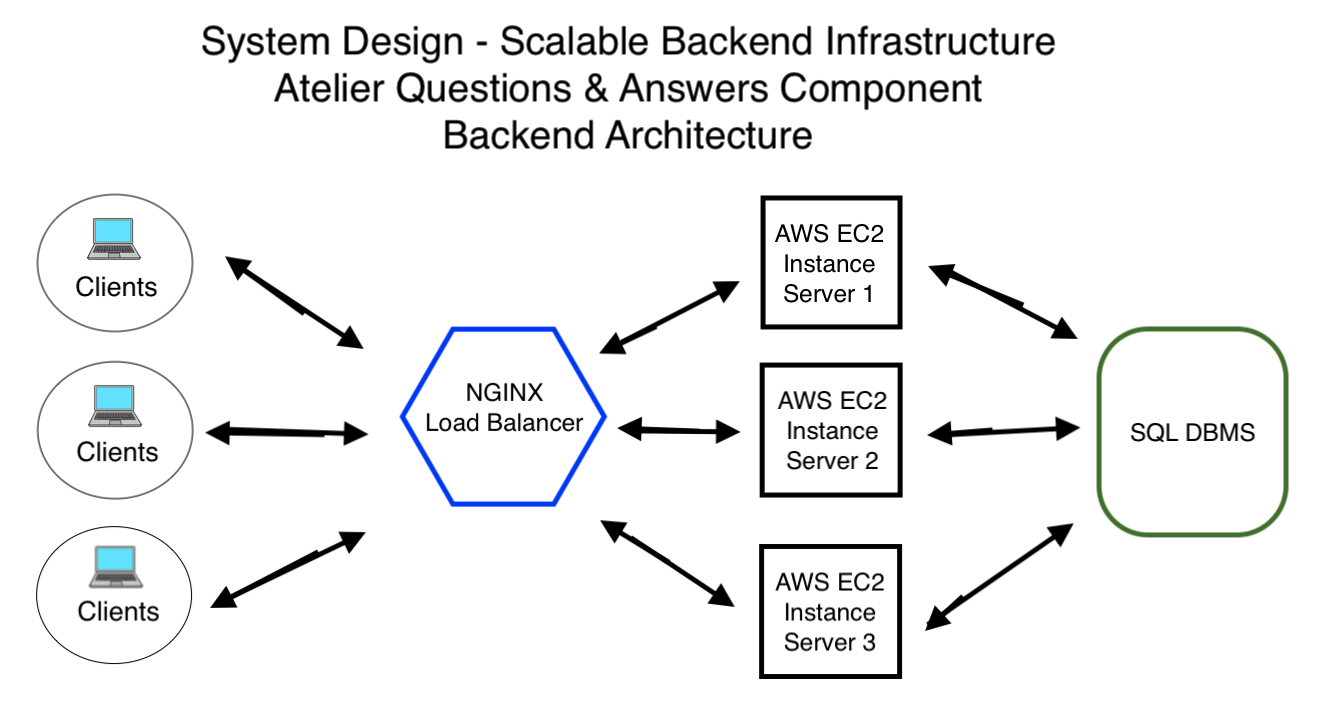 System Design - Scalable Backend Infrastructure
Atelier Questions & Answers Component
Backend Architecture
Clients
Clients
Clients
NGINX
Load Balancer
AWS EC2
Instance
Server 1
AWS EC2
Instance
Server 2
AWS EC2
Instance
Server 3
SQL DBMS